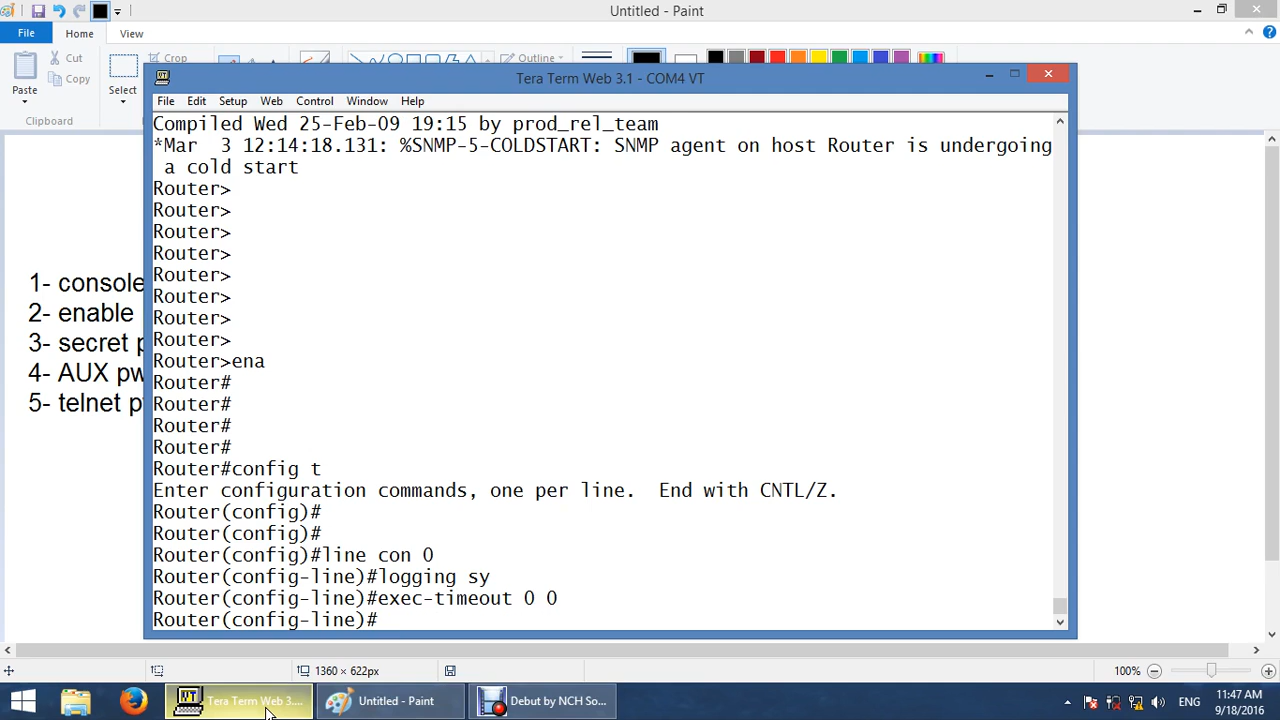 Untitled - Paint
File
Home
View
Cut
Copy
Paste
Clipboard
Select
Crop
Outline
Tera Term Web 3.1 - COM4 VT
File Edit Setup Web Control Window Help
Compiled Wed 25-Feb-09 19:15 by prod_rel_team
*Mar  3 12:14:18.131: %SNMP-5-COLDSTART: SNMP agent on host Router is undergoing
a cold start
Router>
Router>
Router>
Router>
Router>
Router>
Router>
Router>
Router>ena
Router#
Router#
Router#
Router#
Router#config t
Enter configuration commands, one per line.  End with CNTL/Z.
Router(config)#
Router(config)#
Router(config)#line con 0
Router(config-line)#logging sy
Router(config-line)#exec-timeout 0 0
Router(config-line)#
1- console
2- enable
3- secret p
4- AUX pw
5- telnet p
1360 × 622px
100%
Tera Term Web 3....
Untitled - Paint
Debut by NCH So...
ENG
11:47 AM
9/18/2016